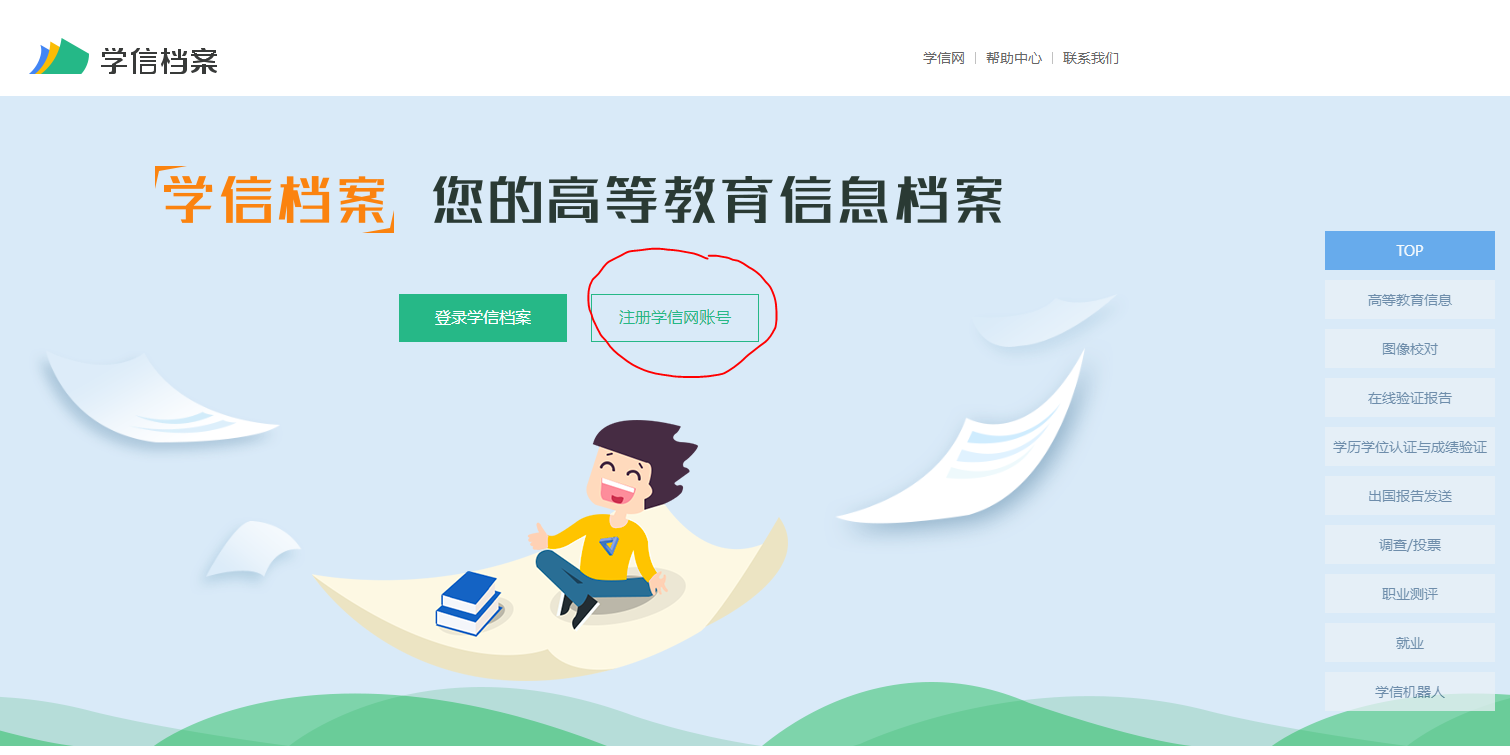 学信档案
学信网 | 帮助中心 | 联系我们
学信档案 您的高等教育信息档案
登录学信档案 注册学信网账号
TOP
高等教育信息
图像校对
在线验证报告
学历学位认证与成绩验证
出国报告发送
调查/投票
职业测评
就业
学信机器人